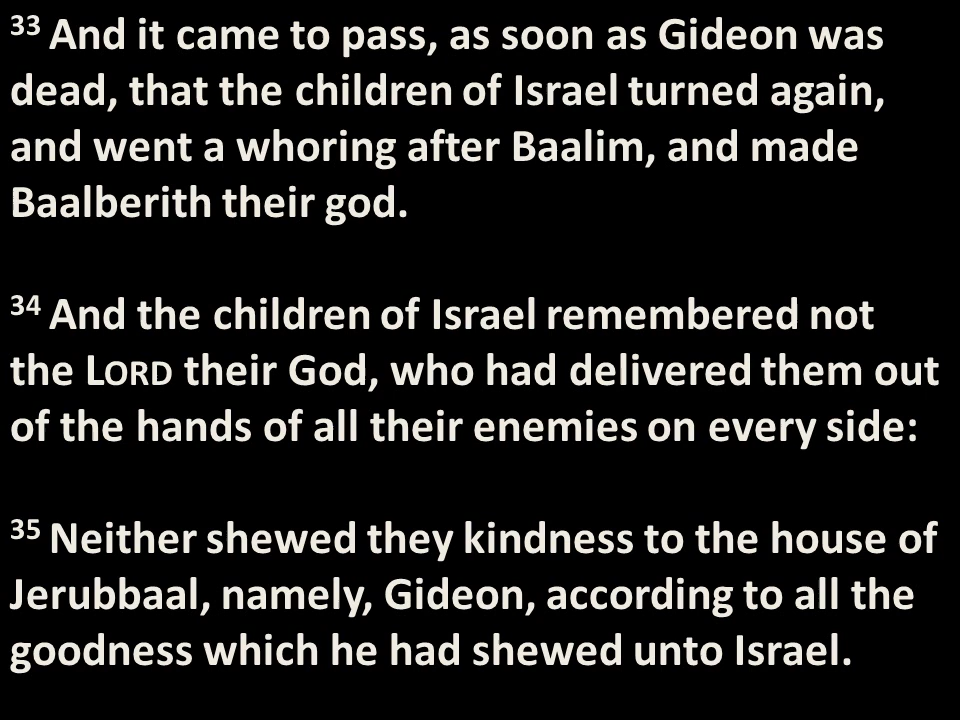 33 And it came to pass, as soon as Gideon was
dead, that the children of Israel turned again,
and went a whoring after Baalim, and made
Baalberith their god.
34 And the children of Israel remembered not
the LORD their God, who had delivered them out
of the hands of all their enemies on every side:
35 Neither shewed they kindness to the house of
Jerubbaal, namely, Gideon, according to all the
goodness which he had shewed unto Israel.